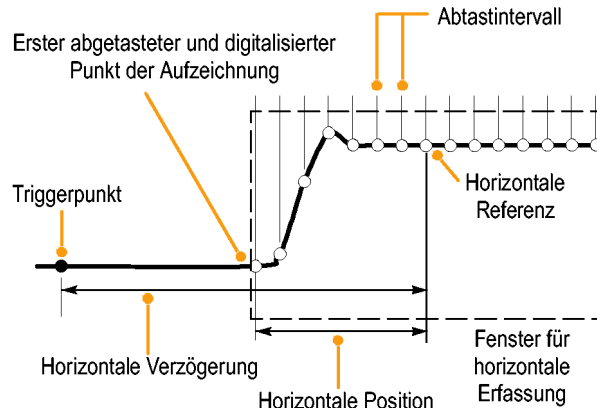 Abtastintervall
Erster abgetasteter und digitalisierter
Punkt der Aufzeichnung
Triggerpunkt
Horizontale
Referenz
Horizontale Verzögerung
Fenster für
horizontale
Erfassung
Horizontale Position